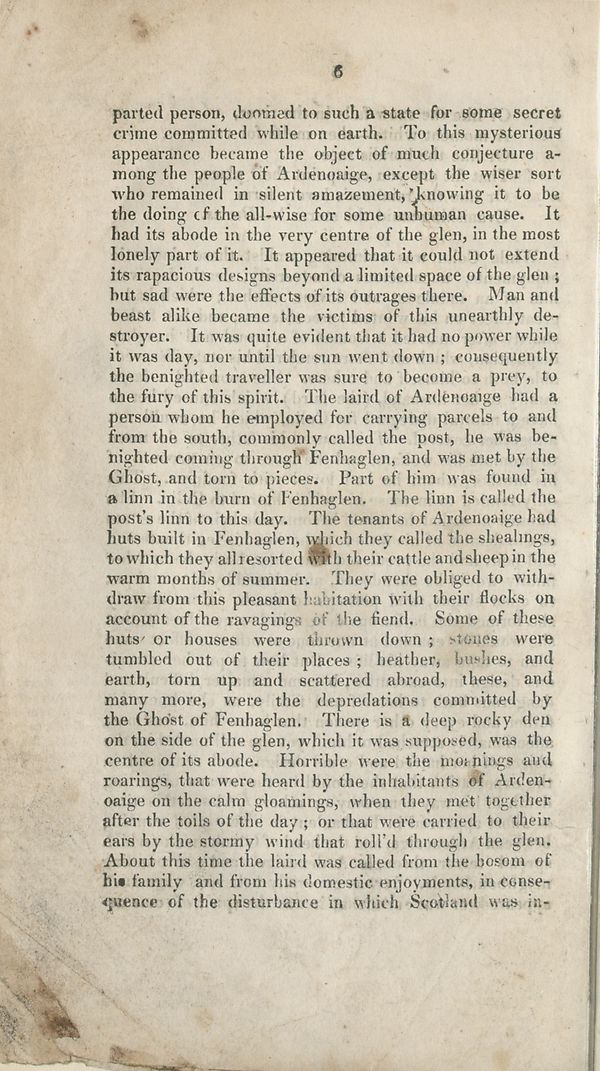 6
parted person, doomed to such a state for some secret
crime committed while on earth. To this mysterious
appearance became the object of much conjecture a-
mong the people of Ardenoaige, except the wiser sort
who remained in silent amazement, knowing it to be
the doing cf the all-wise for some unhuman cause. It
had its abode in the very centre of the glen, in the most
lonely part of it. It appeared that it could not extend
its rapacious designs beyond a limited space of the glen ;
but sad were the effects of its outrages there. Man and
beast alike became the victims of this unearthly de-
stroyer. It was quite evident that it had no power while
it was day, nor until the sun went down ; consequently
the benighted traveller was sure to become a prey, to
the fury of this spirit. The laird of Ardenoaige had a
person whom he employed for carrying parcels to and
from the south, commonly called the post, he was be-
nighted coming through Fenhaglen, and was met by the
Ghost, and torn to pieces. Part of him was found in
a linn in the burn of Fenhaglen. The linn is called the
post's linn to this day. The tenants of Ardenoaige had
huts built in Fenhaglen, which they called the shealings,
to which they all resorted with their cattle and sheep in the
warm months of summer. They were obliged to with-
draw from this pleasant habitation with their flocks on
account of the ravagings of the fiend. Some of these
huts or houses were thrown down ; stones were
tumbled out of their places ; heather, bushes, and
earth, torn up and scattered abroad, these, and
many more, were the depredations committed by
the Ghost of Fenhaglen. There is a deep rocky den
on the side of the glen, which it was supposed, was the
centre of its abode. Horrible were the mornings and
roarings, that were heard by the inhabitants of Arden-
oaige on the calm gloamings, when they met together
after the toils of the day ; or that were carried to their
ears by the stormy wind that roll'd through the glen.
About this time the laird was called from the bosom of
his family and from his domestic enjoyments, in conse-
quence of the disturbance in which Scotland was in-